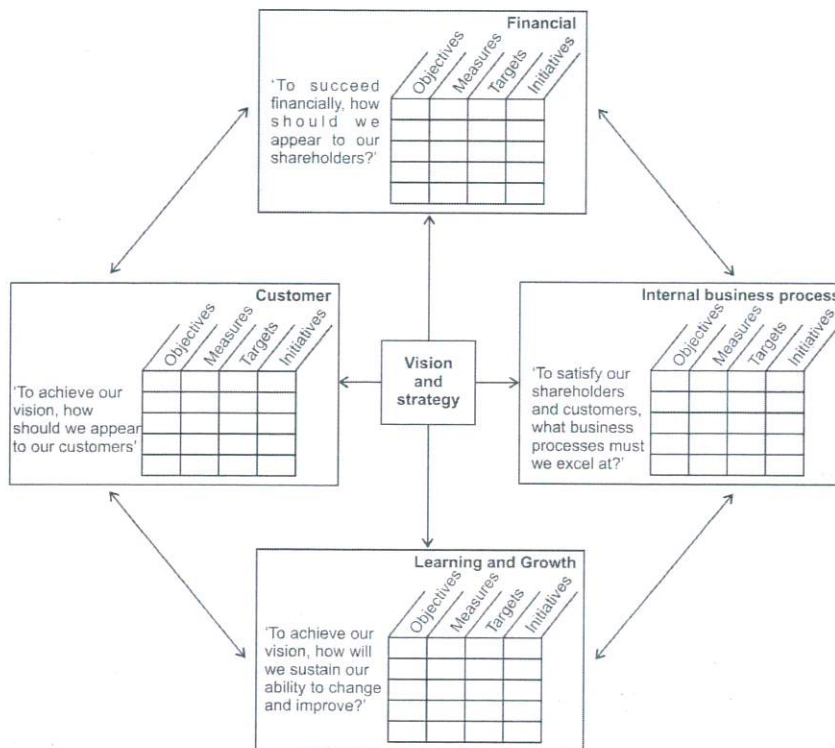 Financial
Objectives
Measures
Targets
Initiatives
'To succeed
financially, how
should we
appear to our
shareholders?'
Customer
Objectives
Measures
Targets
Initiatives
'To achieve our
vision, how
should we appear
to our customers'
Vision
and
strategy
Internal business process
Objectives
Measures
Targets
Initiatives
'To satisfy our
shareholders
and customers,
what business
processes must
we excel at?'
Learning and Growth
Objectives
Measures
Targets
Initiatives
'To achieve our
vision, how will
we sustain our
ability to change
and improve?'